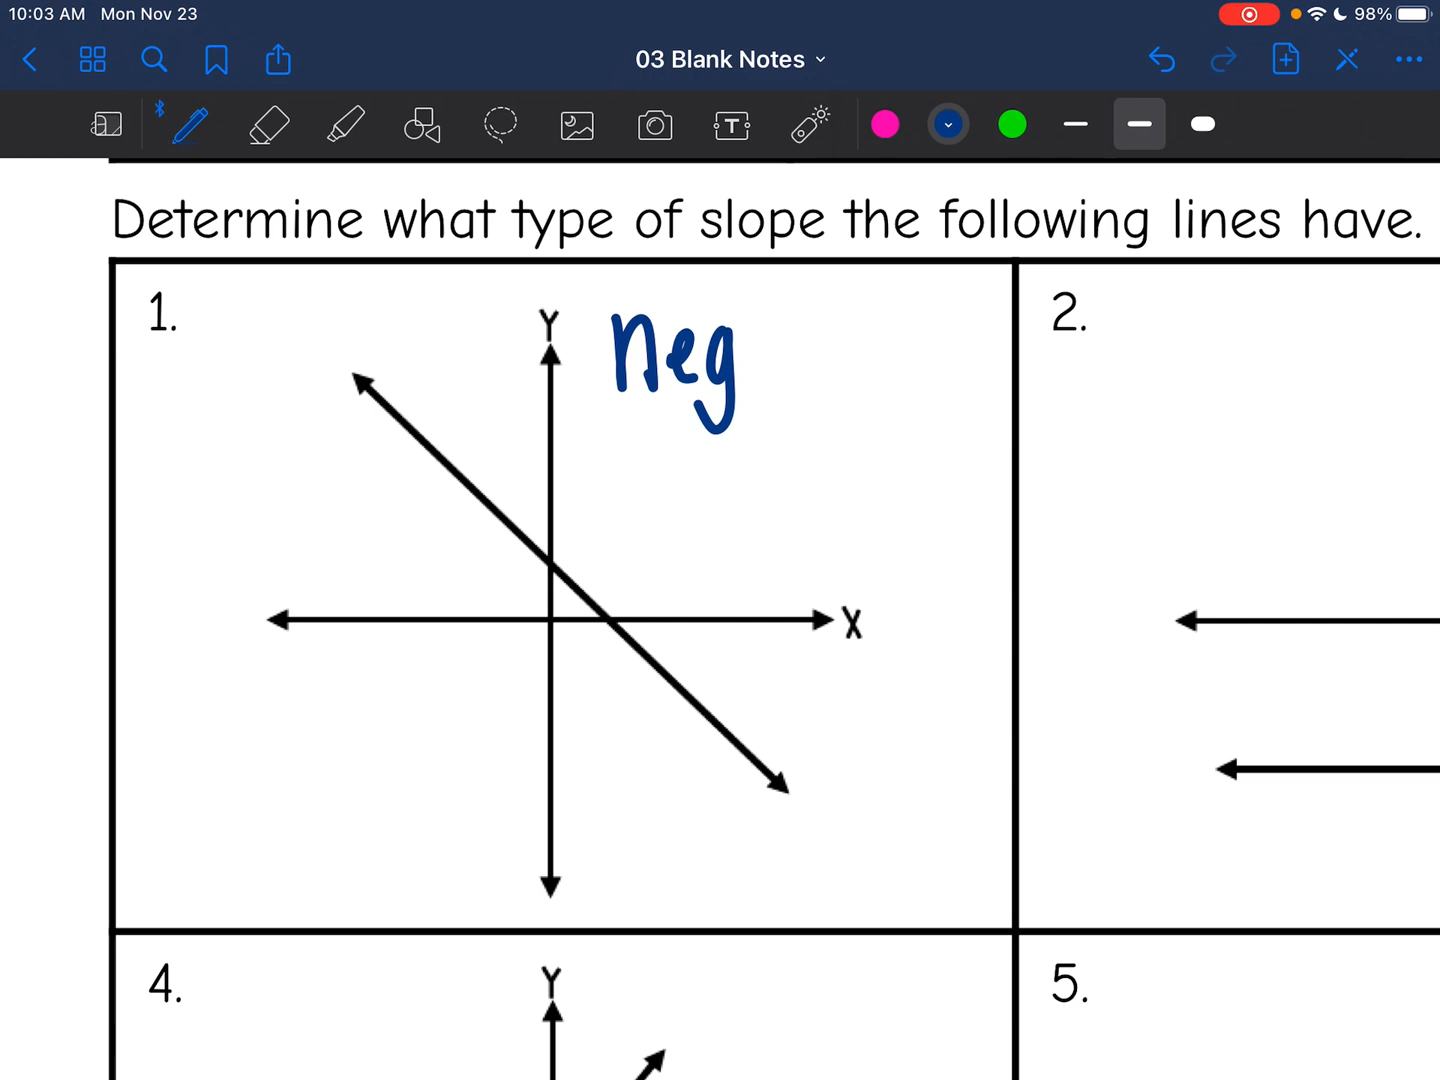 10:03 AM Mon Nov 23
98%
03 Blank Notes
T
Determine what type of slope the following lines have.
1.
Y
neg
2.
X
4.
Y
5.